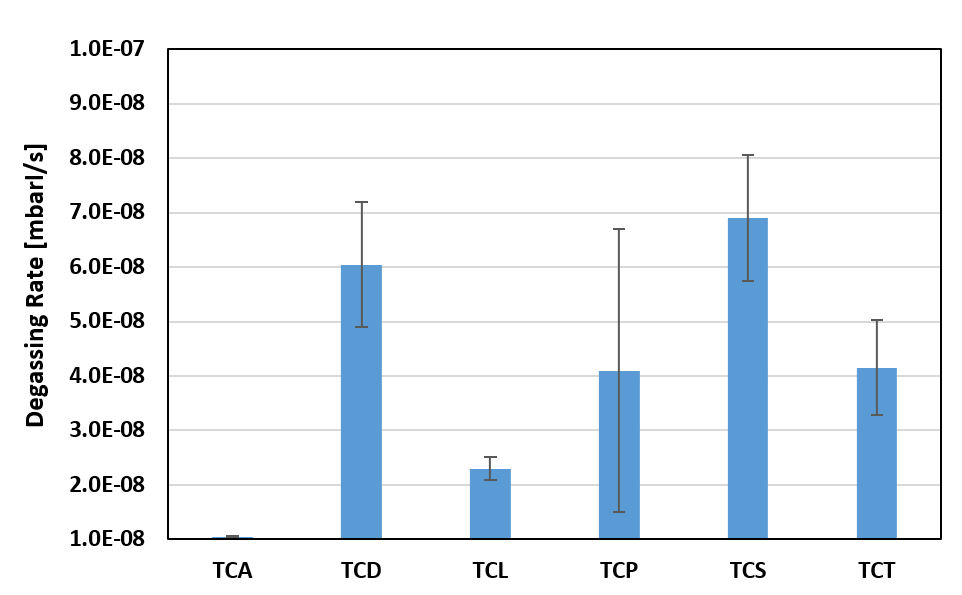 1.0E-07
9.0E-08
8.0E-08
7.0E-08
6.0E-08
5.0E-08
4.0E-08
3.0E-08
2.0E-08
1.0E-08
Degassing Rate [mbarl/s]
TCA TCD TCL TCP TCS TCT